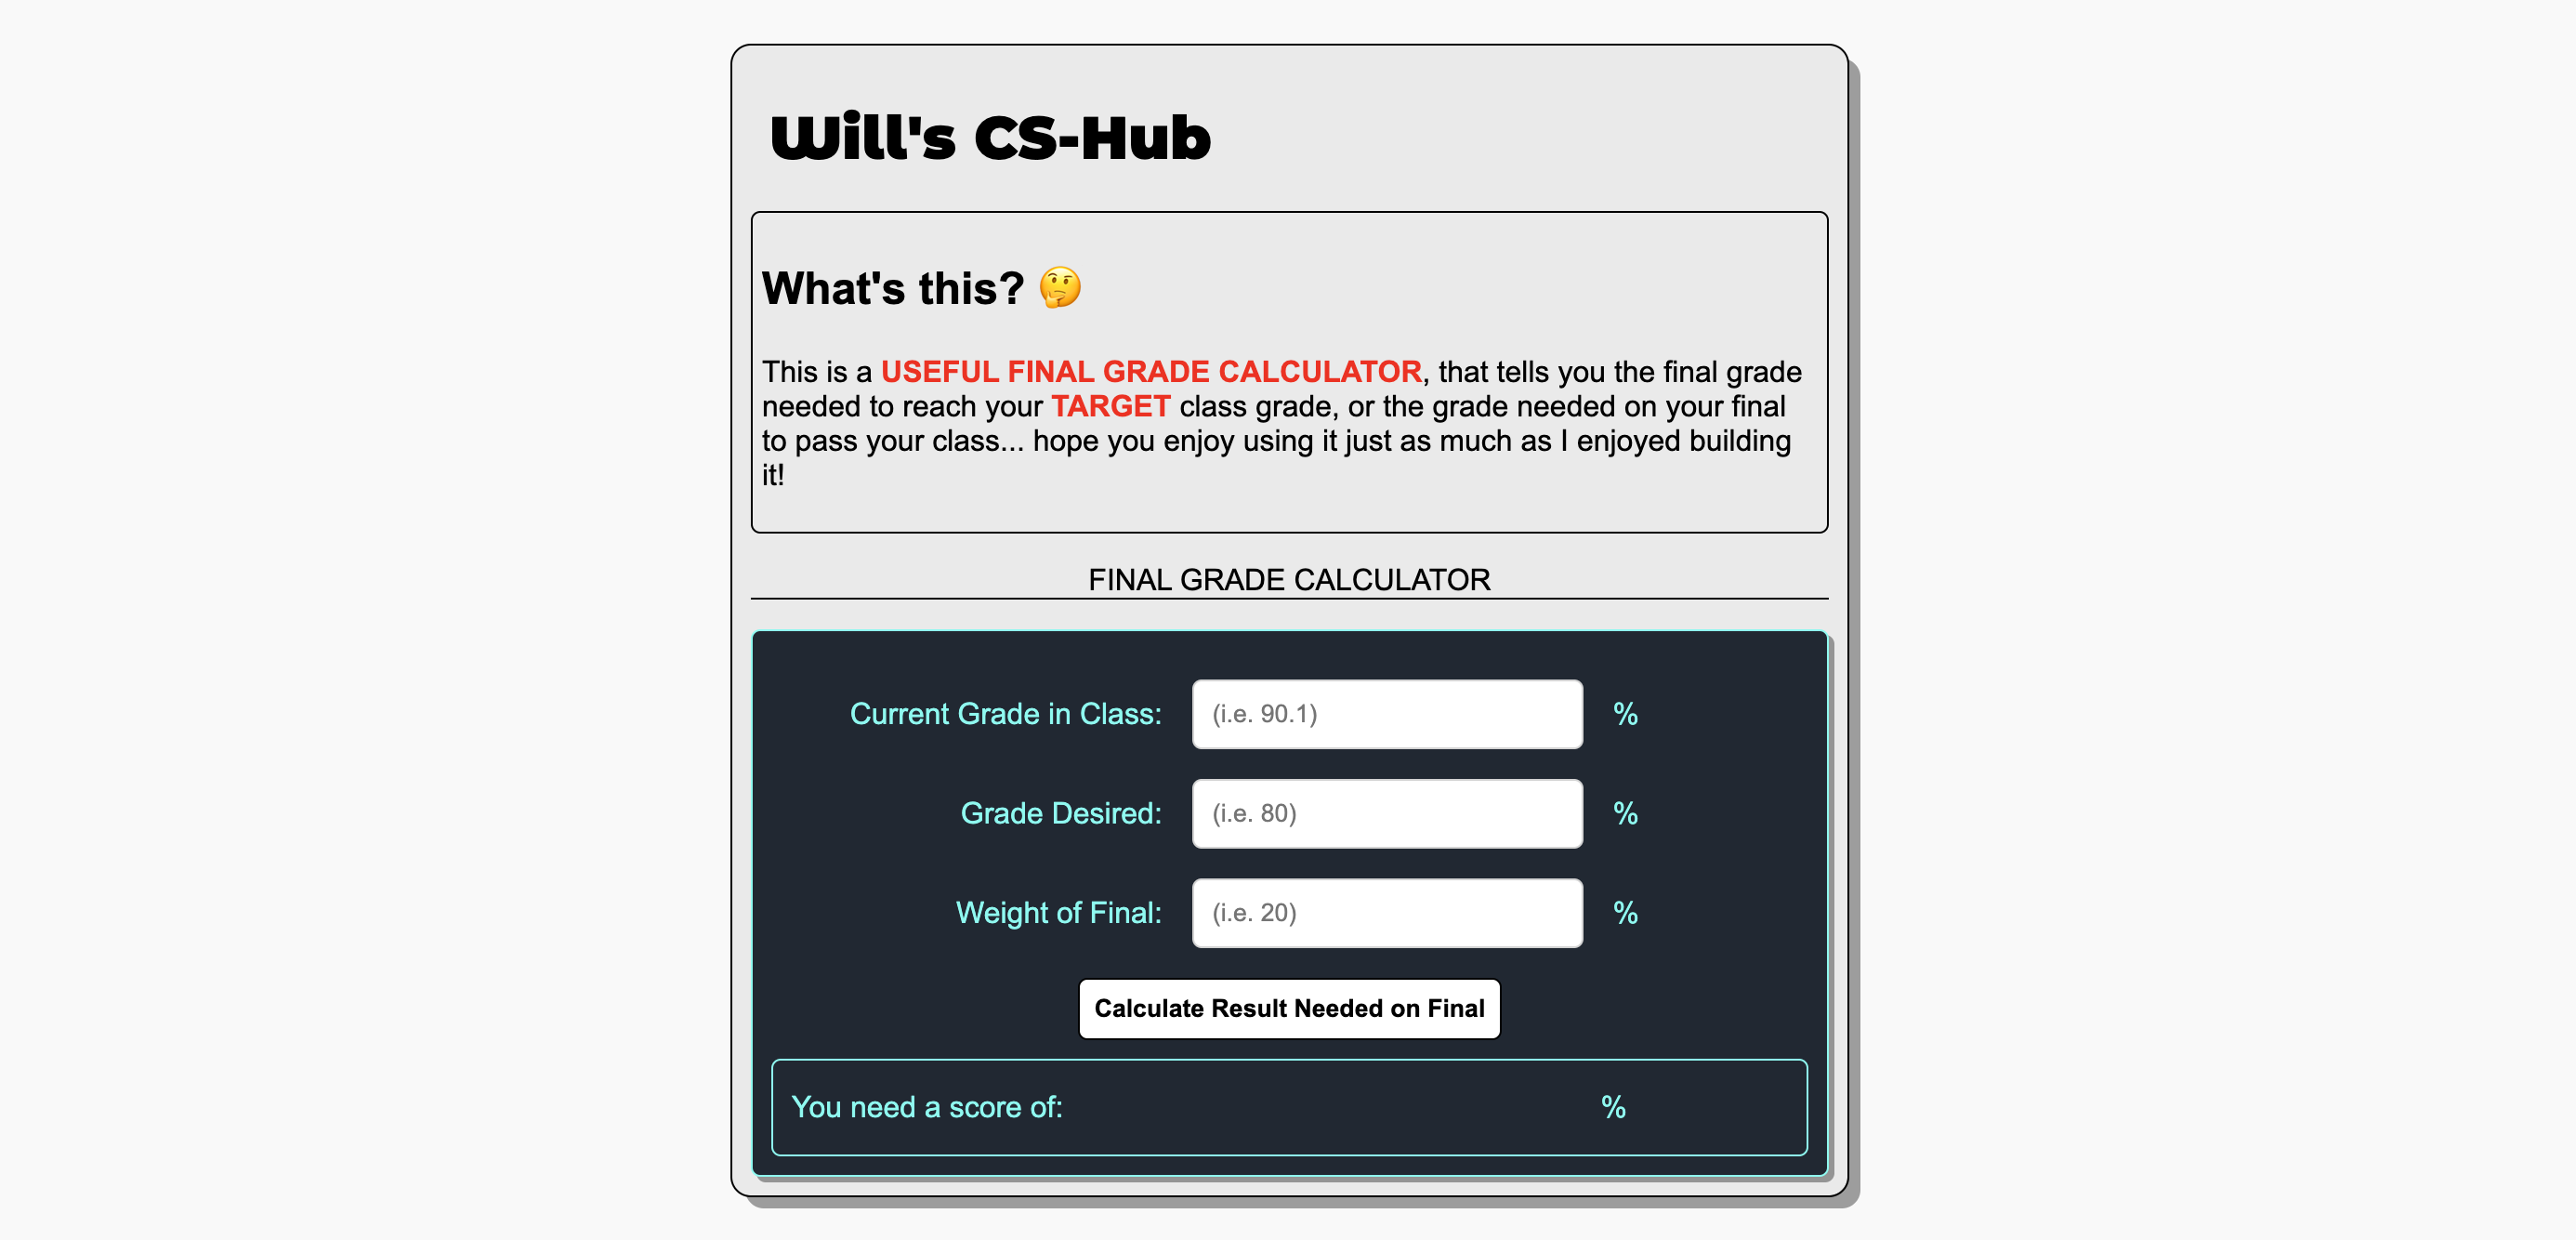 Will's CS-Hub
What's this? 🤔
This is a USEFUL FINAL GRADE CALCULATOR, that tells you the final grade
needed to reach your TARGET class grade, or the grade needed on your final
to pass your class... hope you enjoy using it just as much as I enjoyed building
it!
FINAL GRADE CALCULATOR
Current Grade in Class: (i.e. 90.1) %
Grade Desired: (i.e. 80) %
Weight of Final: (i.e. 20) %
Calculate Result Needed on Final
You need a score of: %